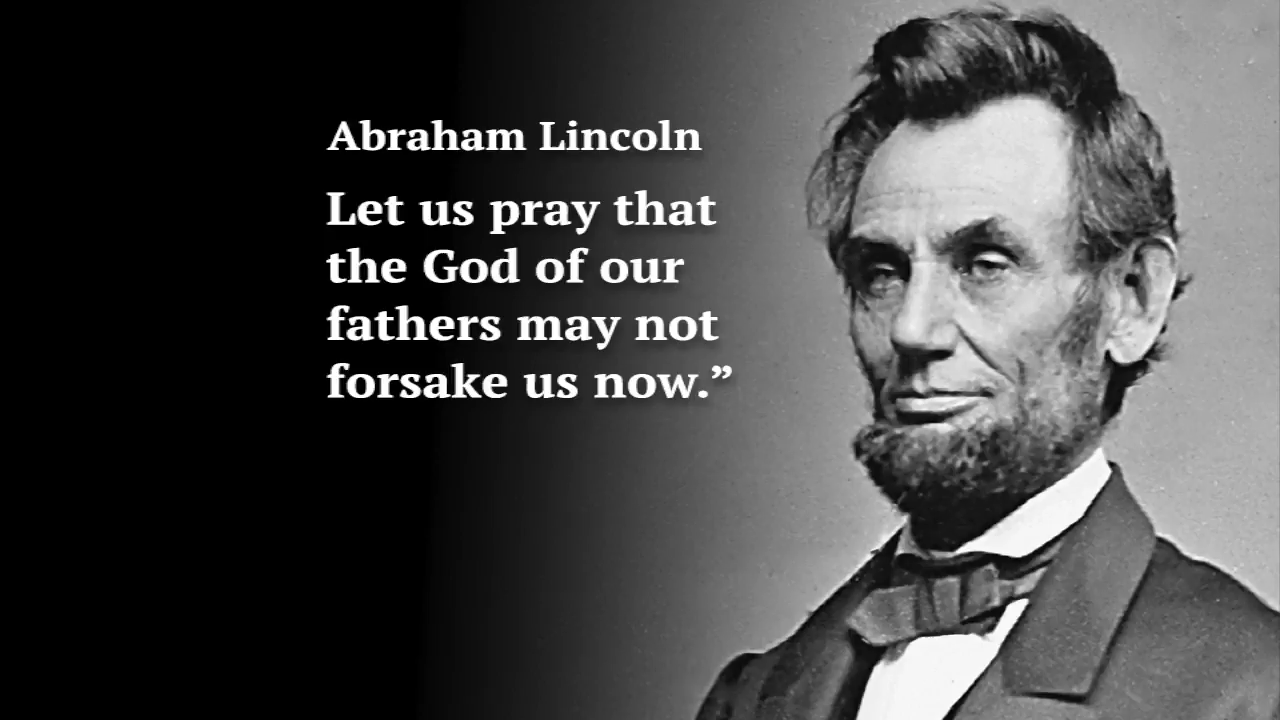 Abraham Lincoln
Let us pray that
the God of our
fathers may not
forsake us now.”